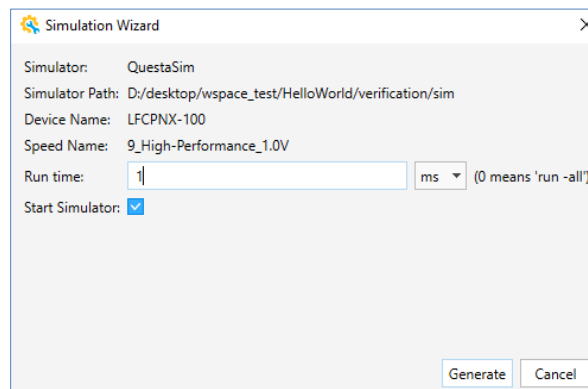 Simulation Wizard
Simulator: QuestaSim
Simulator Path: D:/desktop/wspace_test/HelloWorld/verification/sim
Device Name: LFCPNX-100
Speed Name: 9_High-Performance_1.0V
Run time: 1 ms (0 means 'run -all')
Start Simulator:
Generate Cancel